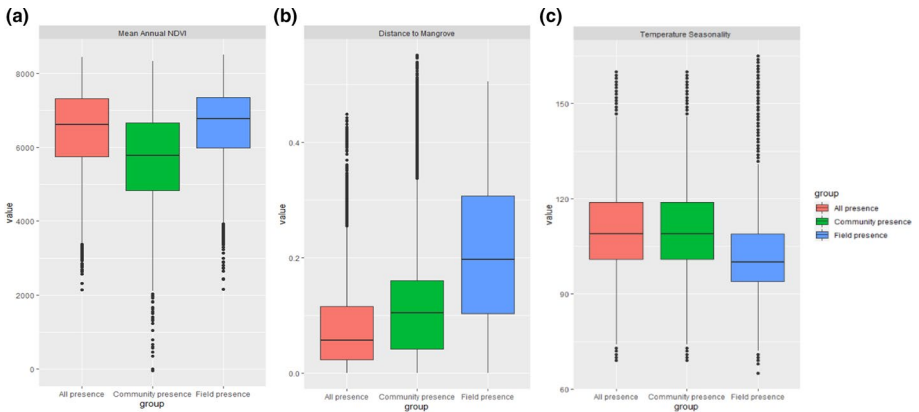 (a)
Mean Annual NDVI
8000
6000
4000
2000
0
value
All presence Community presence Field presence
group
(b)
Distance to Mangrove
0.4
0.2
0.0
value
All presence Community presence Field presence
group
(c)
Temperature Seasonality
150
120
90
60
value
All presence Community presence Field presence
group
group
All presence
Community presence
Field presence